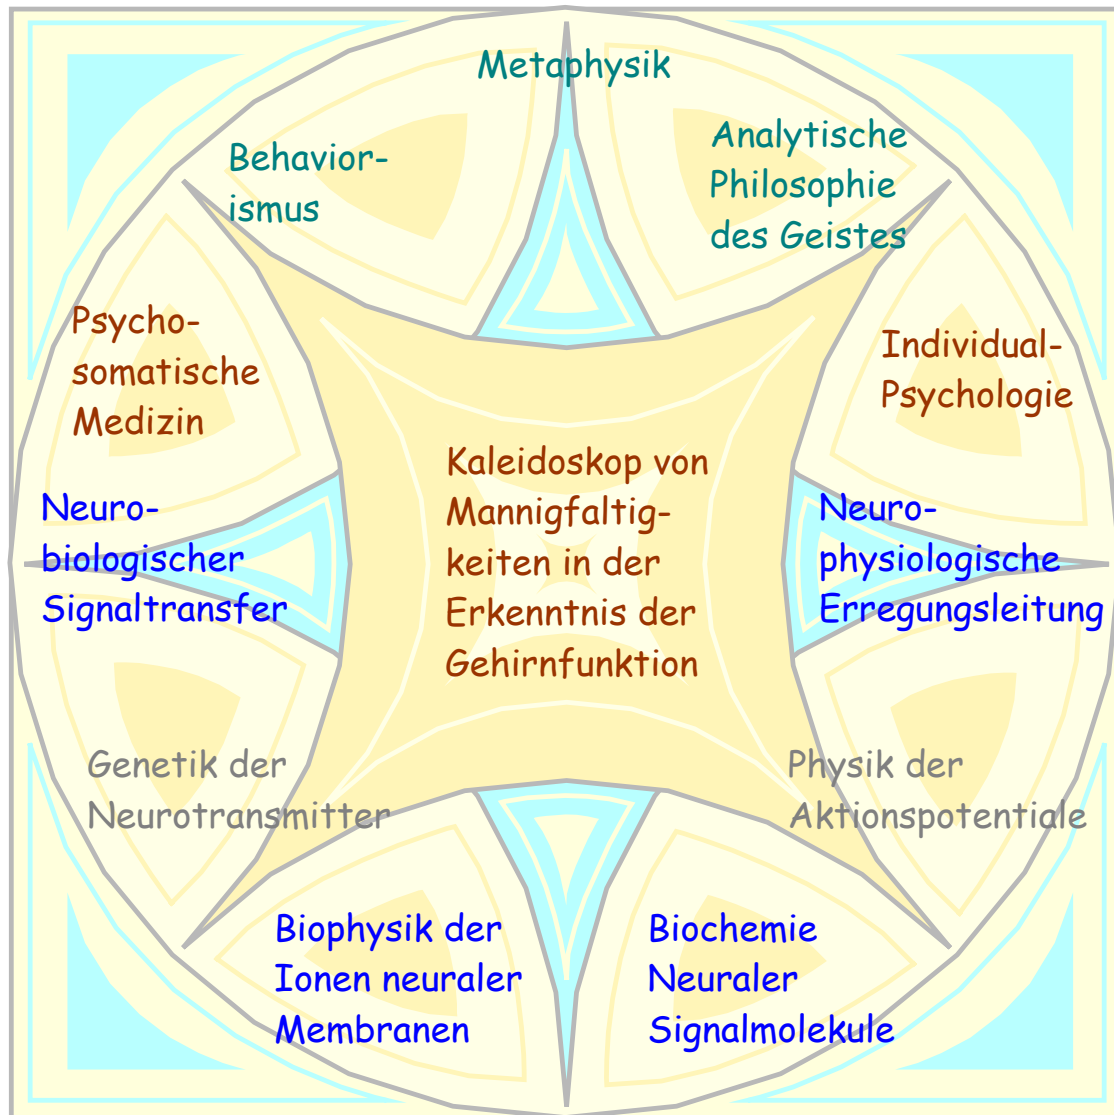 Metaphysik
Behavior-
ismus
Analytische
Philosophie
des Geistes
Psycho-
somatische
Medizin
Individual-
Psychologie
Kaleidoskop von
Mannigfaltig-
keiten in der
Erkenntnis der
Gehirnfunktion
Neuro-
biologischer
Signaltransfer
Neuro-
physiologische
Erregungsleitung
Genetik der
Neurotransmitter
Physik der
Aktionspotentiale
Biophysik der
Ionen neuraler
Membranen
Biochemie
Neuraler
Signalmolekule